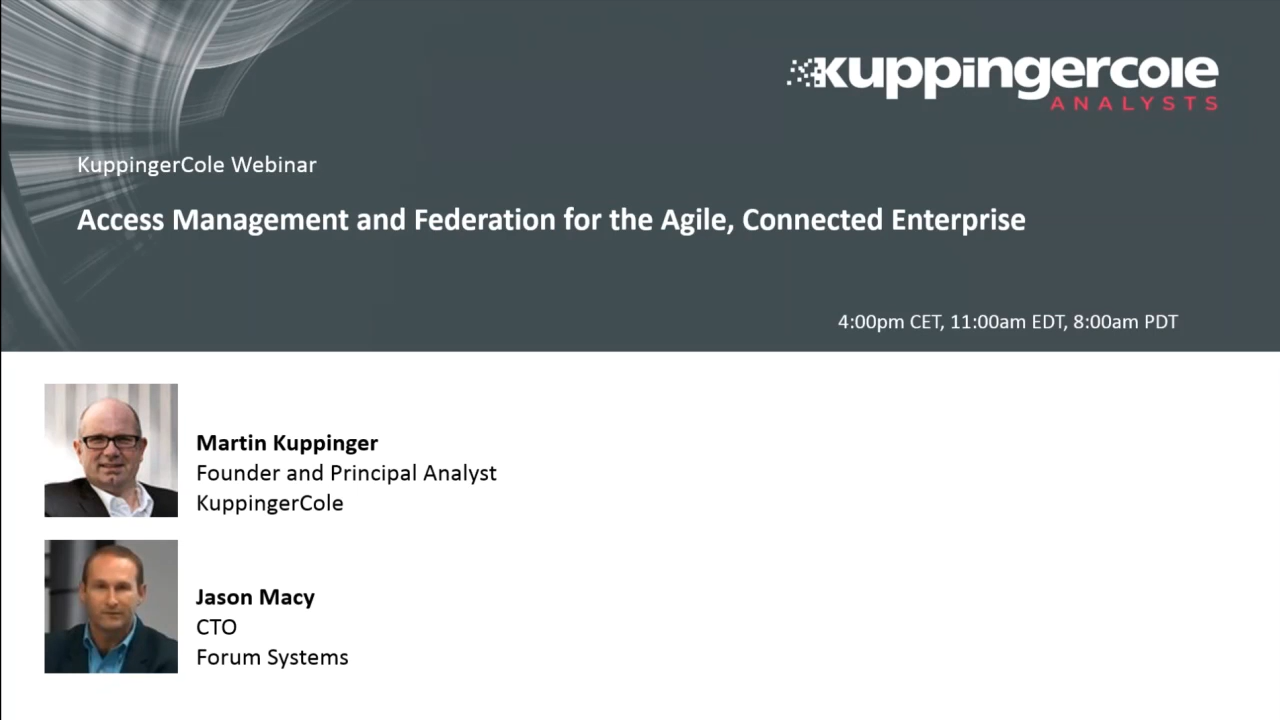 kuppingercole
ANALYSTS
KuppingerCole Webinar
Access Management and Federation for the Agile, Connected Enterprise
4:00pm CET, 11:00am EDT, 8:00am PDT
Martin Kuppinger
Founder and Principal Analyst
KuppingerCole
Jason Macy
CTO
Forum Systems